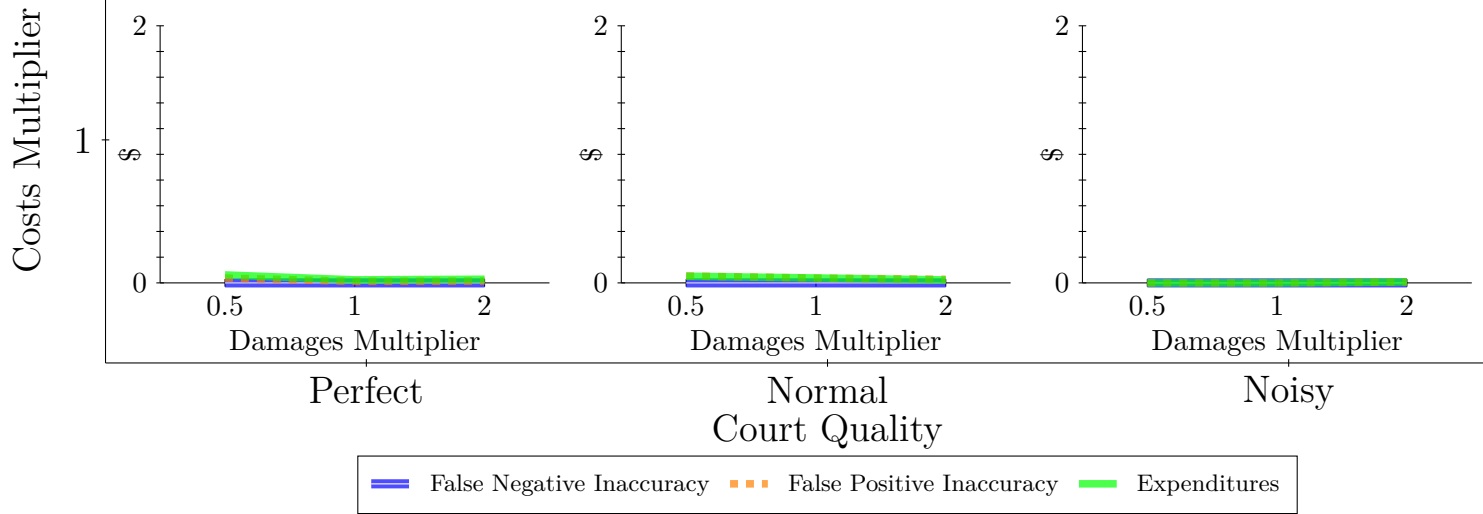 Costs Multiplier
1
2
$
0
0.5 1 2
Damages Multiplier
Perfect
2
$
0
0.5 1 2
Damages Multiplier
Normal
2
$
0
0.5 1 2
Damages Multiplier
Noisy
Court Quality
False Negative Inaccuracy False Positive Inaccuracy Expenditures